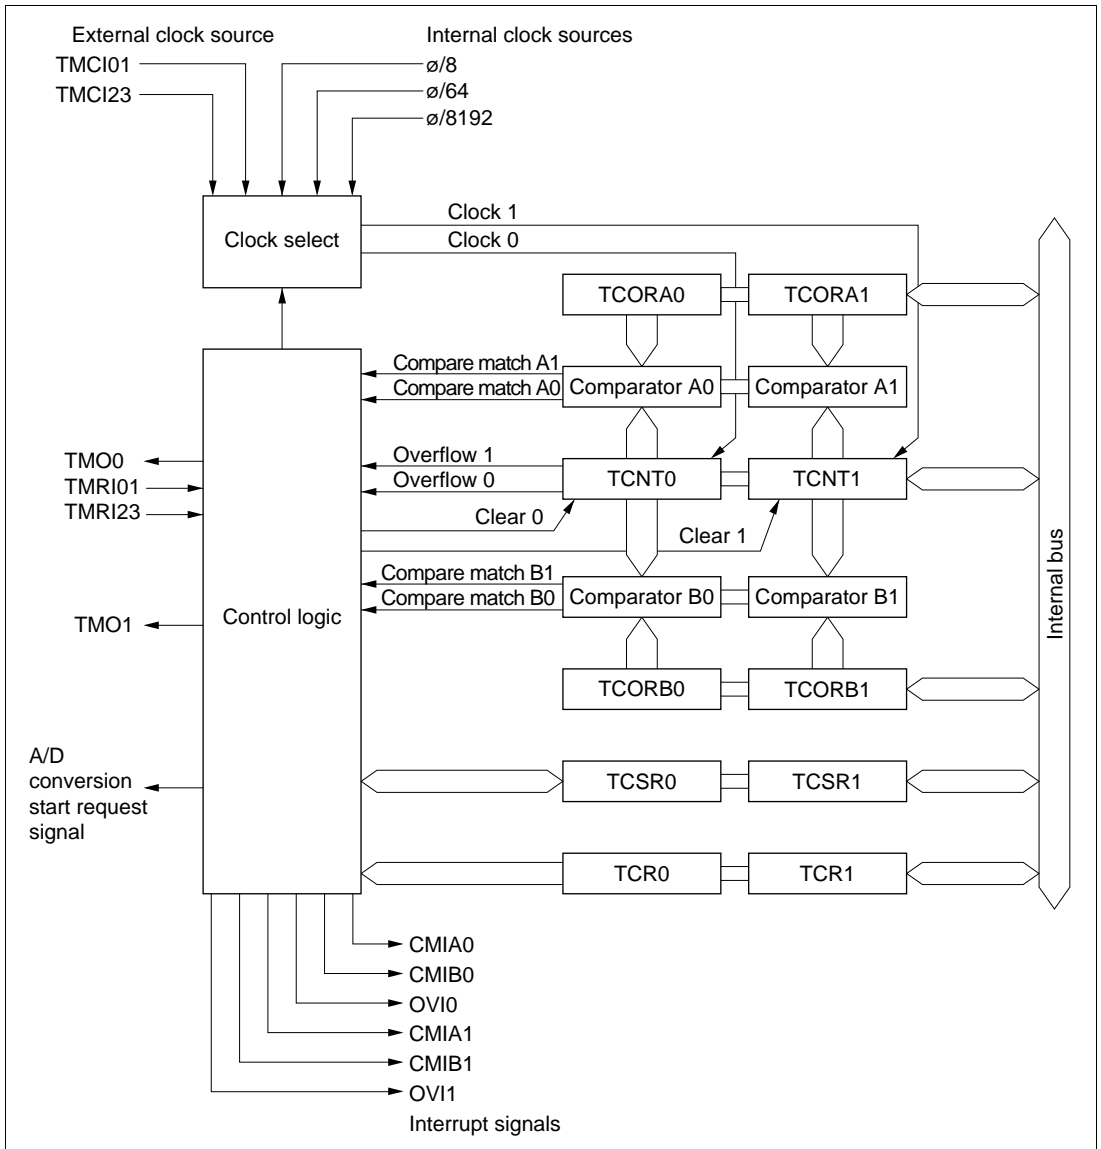 External clock source
Internal clock sources
TMCI01
ø/8
TMCI23
ø/64
ø/8192
Clock select
Clock 1
Clock 0
TCORA0
TCORA1
Compare match A1
Compare match A0
Comparator A0
Comparator A1
TMO0
TMRI01
TMRI23
Overflow 1
Overflow 0
TCNT0
TCNT1
Clear 0
Clear 1
Compare match B1
Compare match B0
Comparator B0
Comparator B1
Internal bus
Control logic
TMO1
TCORB0
TCORB1
A/D
conversion
start request
signal
TCSR0
TCSR1
TCR0
TCR1
CMIA0
CMIB0
OVI0
CMIA1
CMIB1
OVI1
Interrupt signals